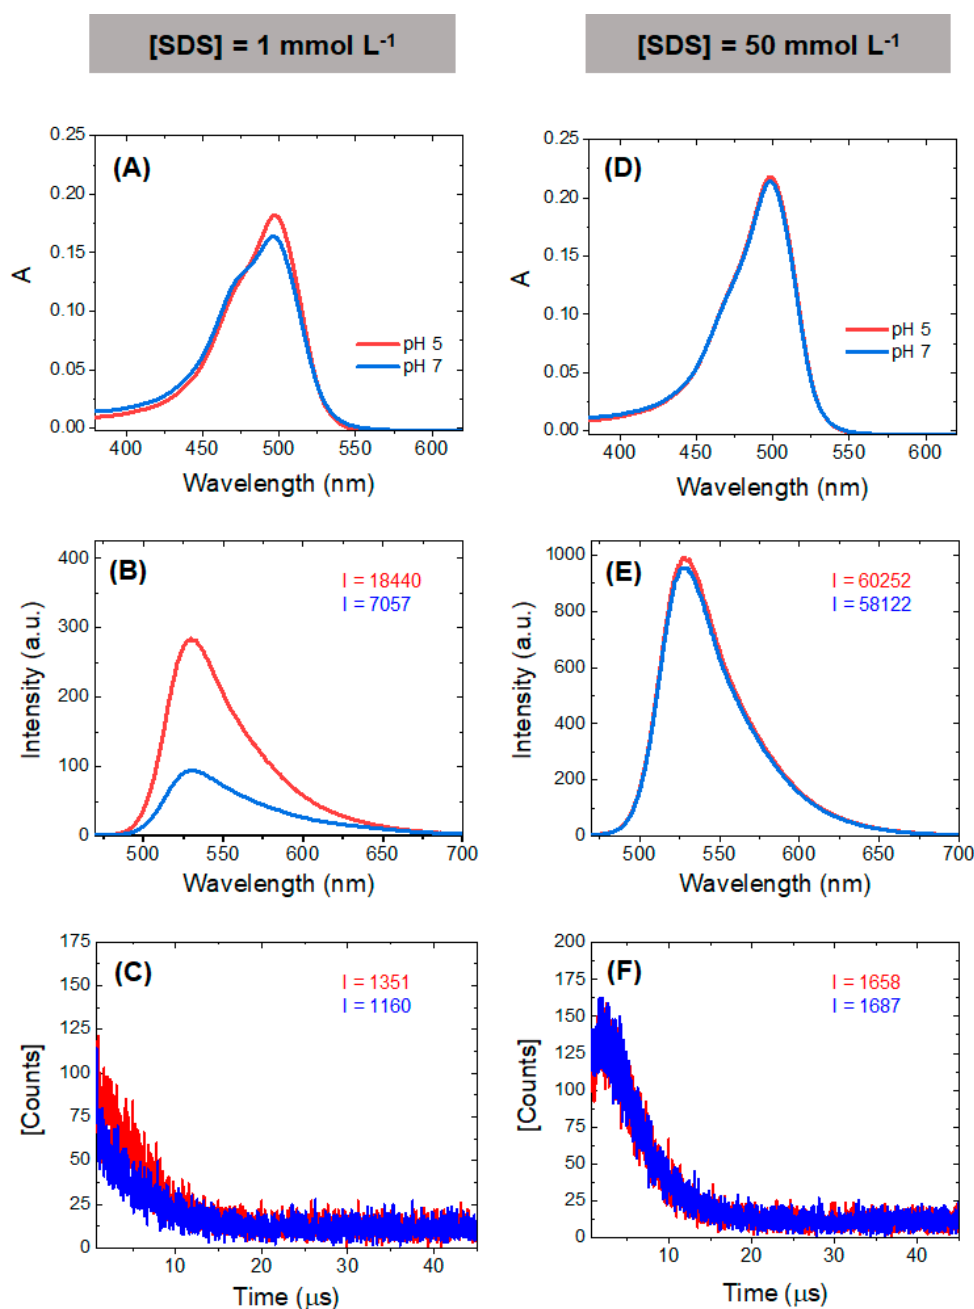 [SDS] = 1 mmol L⁻¹
[SDS] = 50 mmol L⁻¹
(A)
0.25
0.20
0.15
0.10
0.05
0.00
A
pH 5
pH 7
400 450 500 550 600
Wavelength (nm)
(D)
0.25
0.20
0.15
0.10
0.05
0.00
A
pH 5
pH 7
400 450 500 550 600
Wavelength (nm)
(B)
400
300
200
100
0
Intensity (a.u.)
I = 18440
I = 7057
500 550 600 650 700
Wavelength (nm)
(E)
1000
800
600
400
200
0
Intensity (a.u.)
I = 60252
I = 58122
500 550 600 650 700
Wavelength (nm)
(C)
175
150
125
100
75
50
25
0
[Counts]
I = 1351
I = 1160
10 20 30 40
Time (μs)
(F)
200
175
150
125
100
75
50
25
0
[Counts]
I = 1658
I = 1687
10 20 30 40
Time (μs)